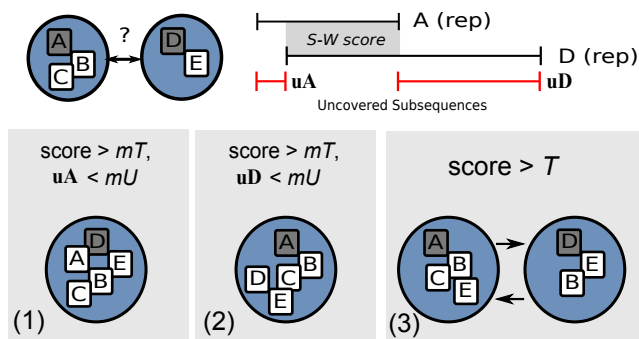 A
B
C
?
D
E
S-W score
A (rep)
D (rep)
uA
uD
Uncovered Subsequences
score > mT,
uA < mU
D
A
E
B
C
(1)
score > mT,
uD < mU
A
B
D
C
E
(2)
score > T
A
B
C
E
D
E
B
(3)